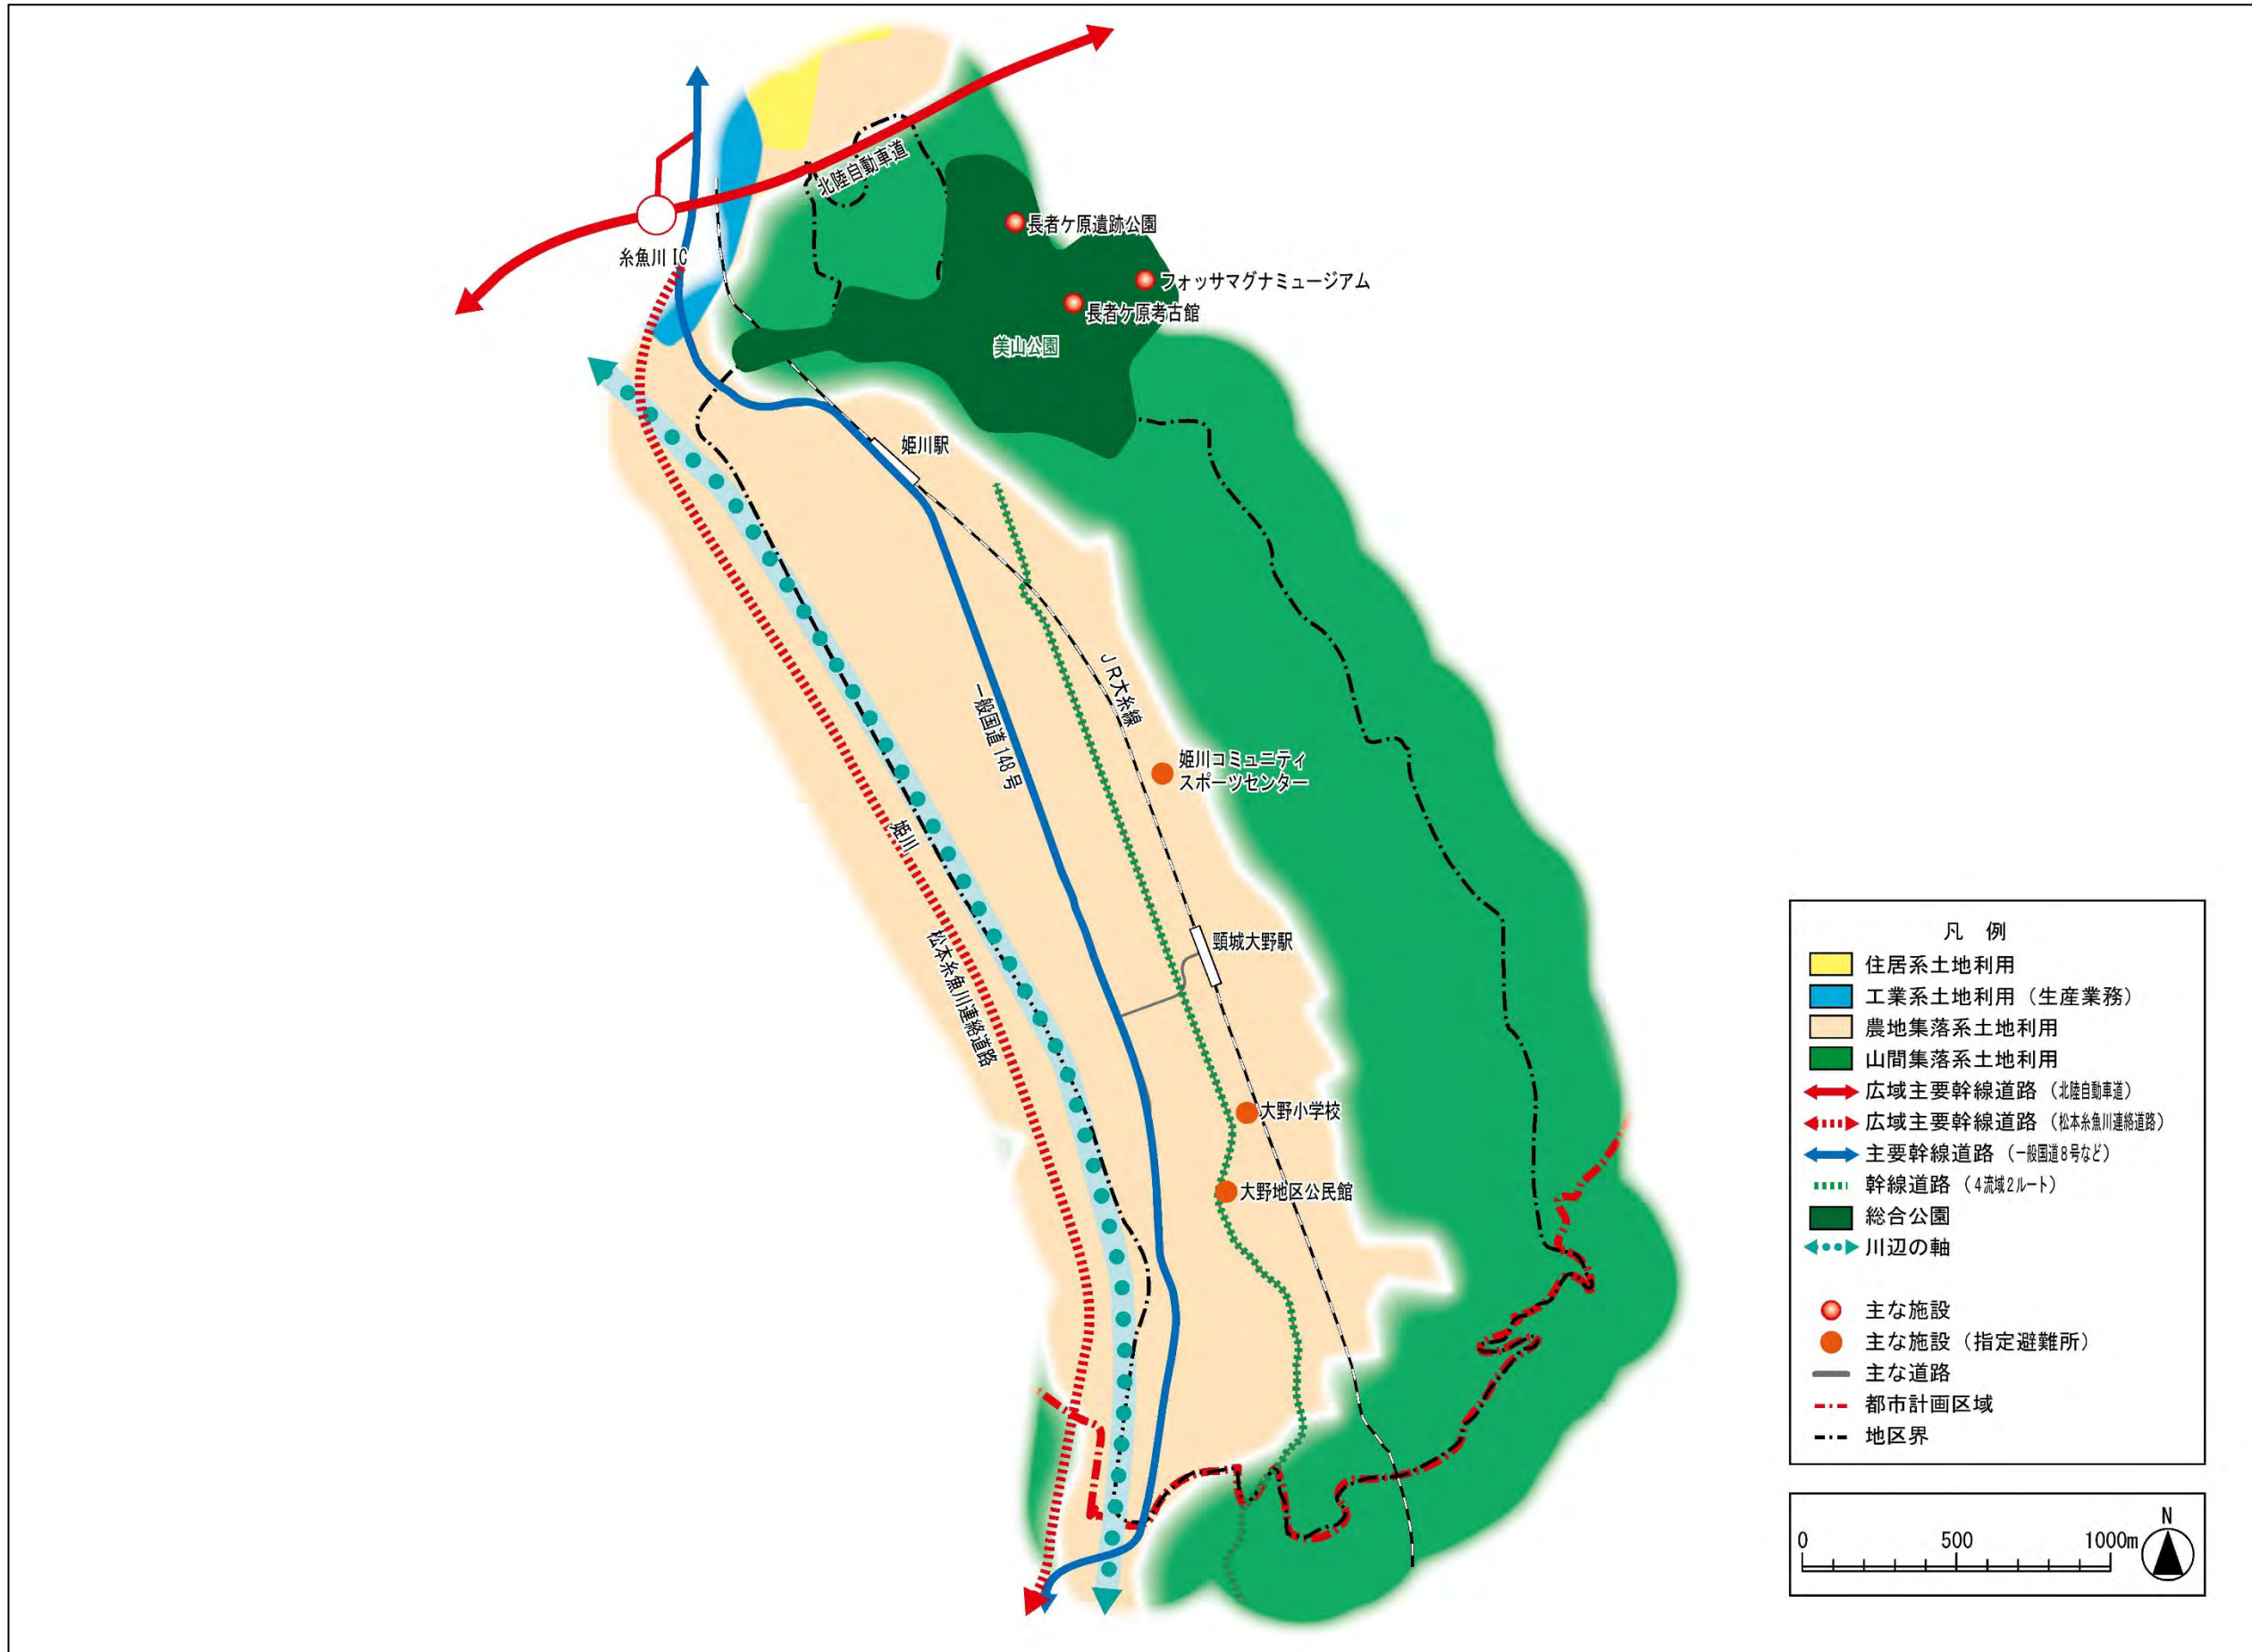 北陸自動車道
長者ケ原遺跡公園
糸魚川 IC
フォッサマグナミュージアム
長者ケ原考古館
美山公園
姫川駅
JR大糸線
一般国道 148 号
姫川コミュニティ
スポーツセンター
姫川
松本糸魚川連絡道路
頸城大野駅
大野小学校
大野地区公民館
凡 例
住居系土地利用
工業系土地利用（生産業務）
農地集落系土地利用
山間集落系土地利用
広域主要幹線道路（北陸自動車道）
広域主要幹線道路（松本糸魚川連絡道路）
主要幹線道路（一般国道8号など）
幹線道路（4流域2ルート）
総合公園
川辺の軸
主な施設
主な施設（指定避難所）
主な道路
都市計画区域
地区界
N
0 500 1000m